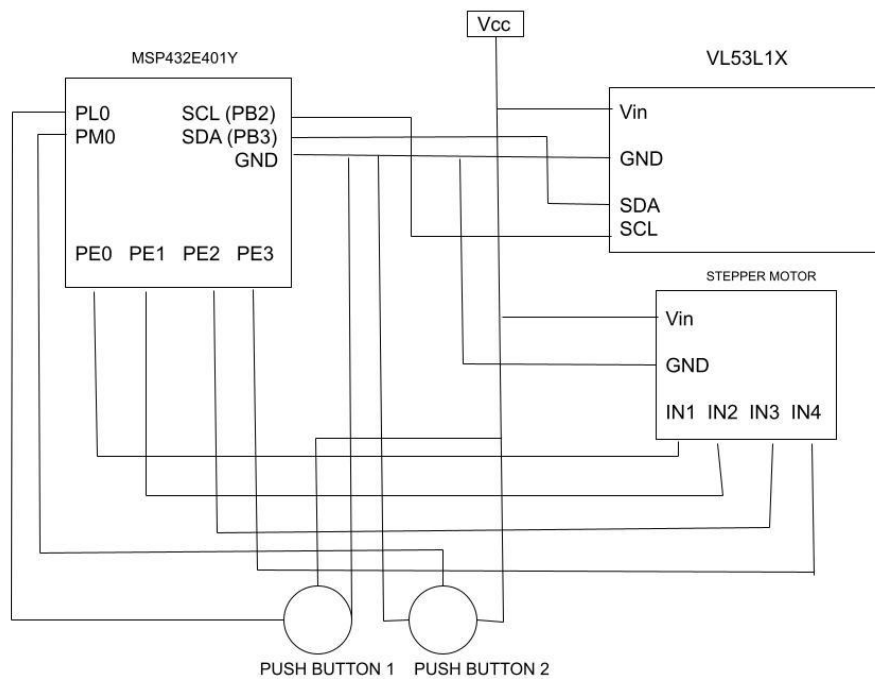 Vcc
MSP432E401Y
VL53L1X
PL0
PM0
SCL (PB2)
SDA (PB3)
GND
PE0 PE1 PE2 PE3
Vin
GND
SDA
SCL
STEPPER MOTOR
Vin
GND
IN1 IN2 IN3 IN4
PUSH BUTTON 1
PUSH BUTTON 2